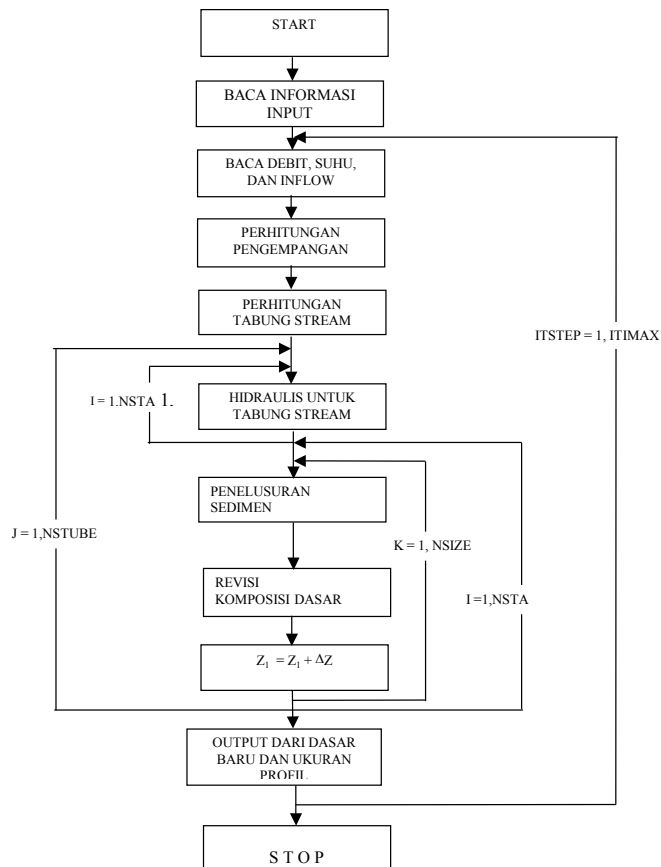 START
BACA INFORMASI
INPUT
BACA DEBIT, SUHU,
DAN INFLOW
PERHITUNGAN
PENGEMPANGAN
PERHITUNGAN
TABUNG STREAM
ITSTEP = 1, ITIMAX
I = 1.NSTA 1.
HIDRAULIS UNTUK
TABUNG STREAM
PENELUSURAN
SEDIMEN
J = 1,NSTUBE
K = 1, NSIZE
REVISI
KOMPOSISI DASAR
I =1,NSTA
Z₁ = Z₁ + ΔZ
OUTPUT DARI DASAR
BARU DAN UKURAN
PROFIL
S T O P